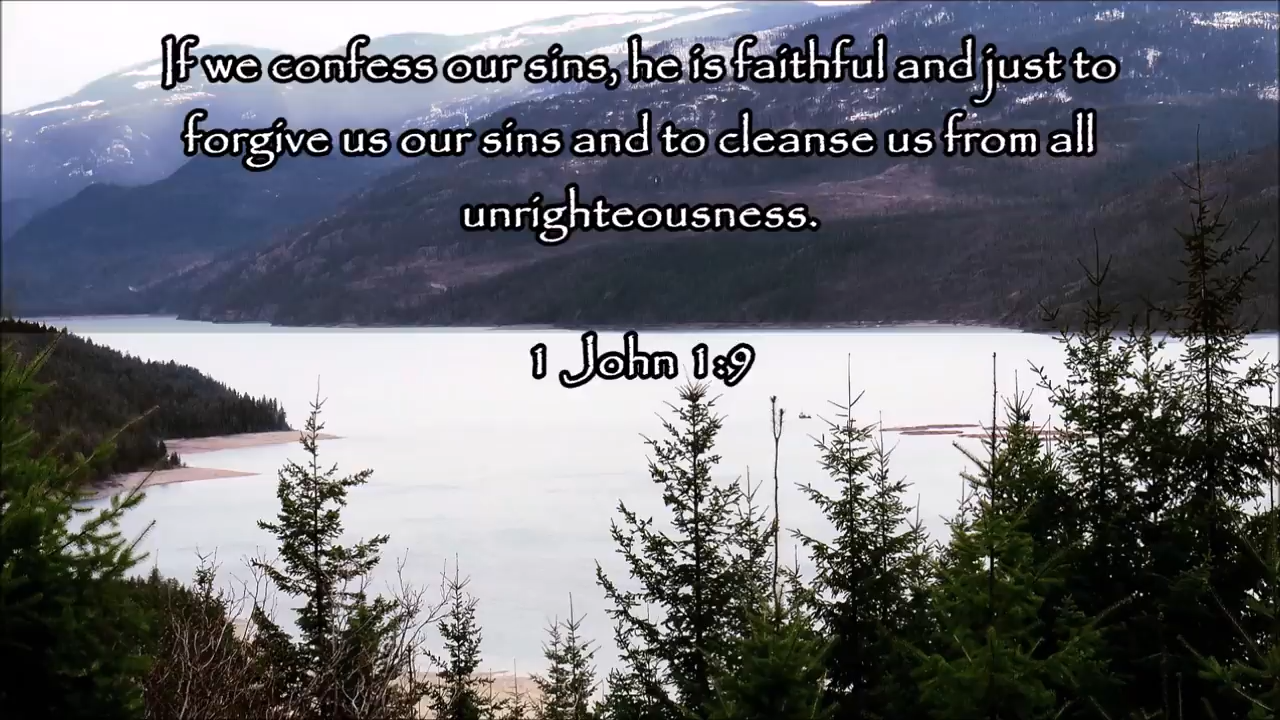 If we confess our sins, he is faithful and just to
forgive us our sins and to cleanse us from all
unrighteousness.
1 John 1:9